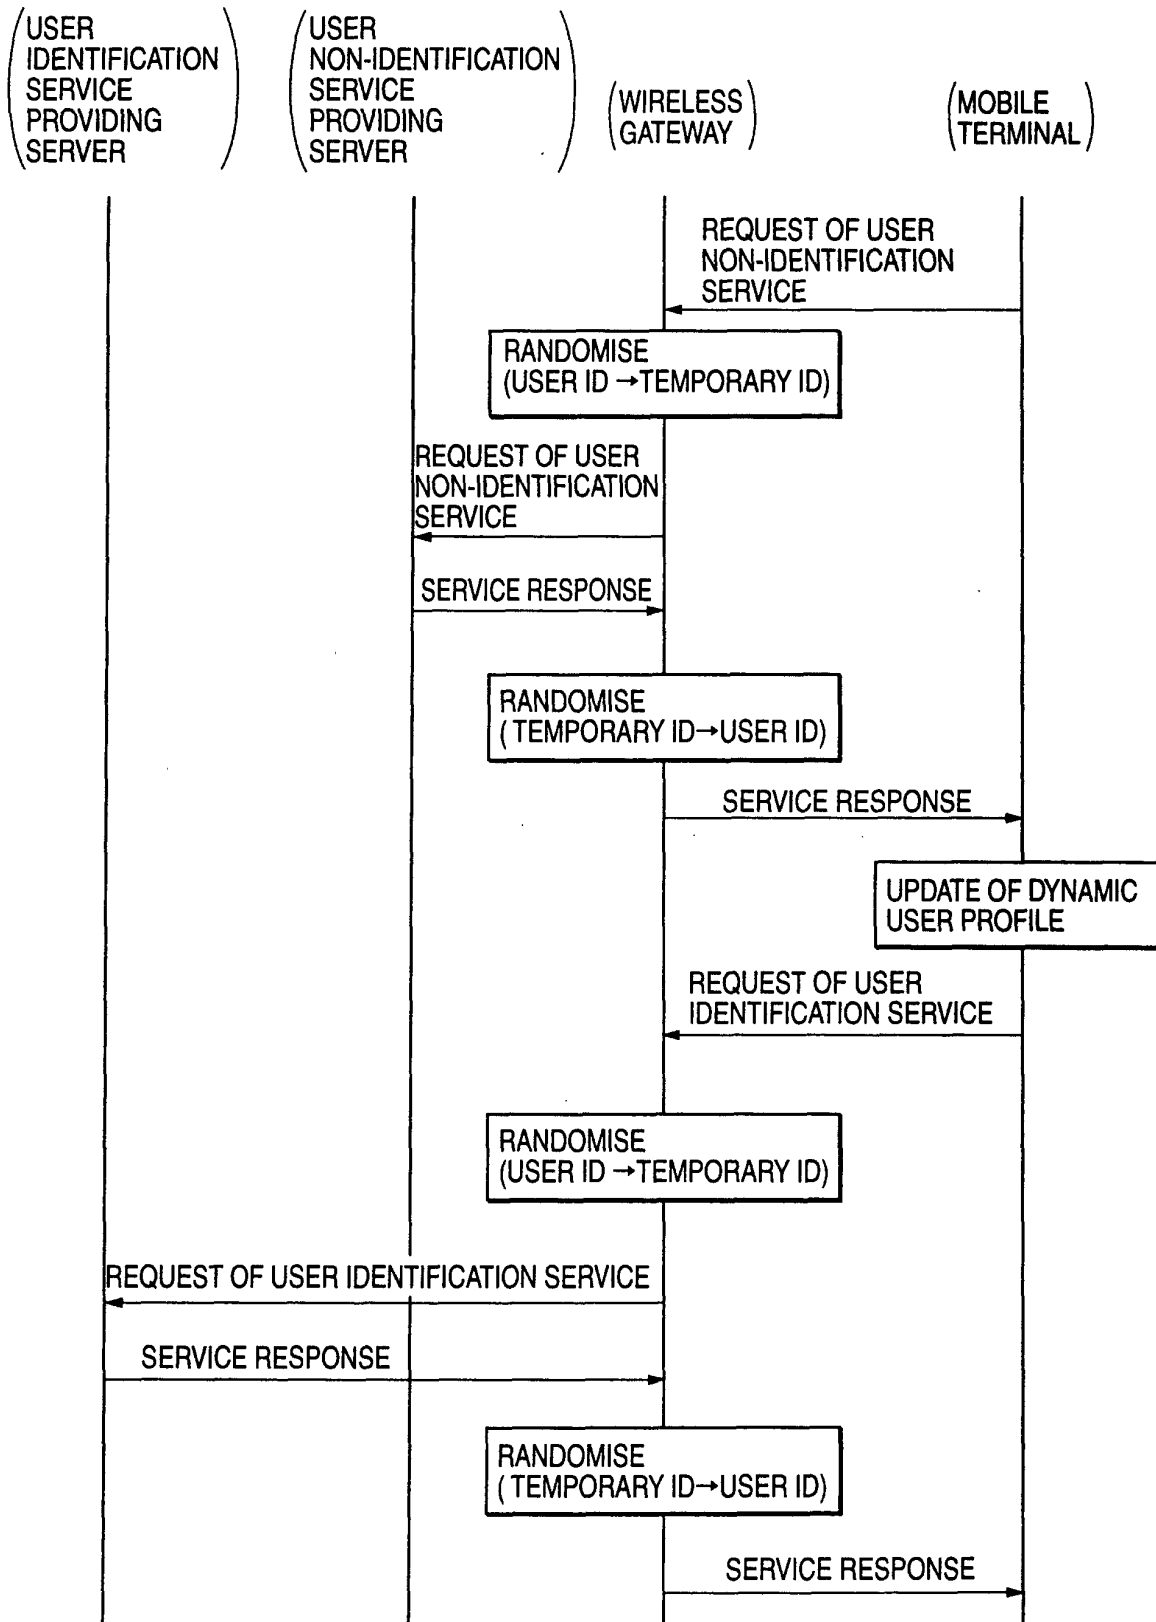 USER
IDENTIFICATION
SERVICE
PROVIDING
SERVER
USER
NON-IDENTIFICATION
SERVICE
PROVIDING
SERVER
WIRELESS
GATEWAY
MOBILE
TERMINAL
REQUEST OF USER
NON-IDENTIFICATION
SERVICE
RANDOMISE
(USER ID →TEMPORARY ID)
REQUEST OF USER
NON-IDENTIFICATION
SERVICE
SERVICE RESPONSE
RANDOMISE
( TEMPORARY ID→USER ID)
SERVICE RESPONSE
UPDATE OF DYNAMIC
USER PROFILE
REQUEST OF USER
IDENTIFICATION SERVICE
RANDOMISE
(USER ID →TEMPORARY ID)
REQUEST OF USER IDENTIFICATION SERVICE
SERVICE RESPONSE
RANDOMISE
( TEMPORARY ID→USER ID)
SERVICE RESPONSE